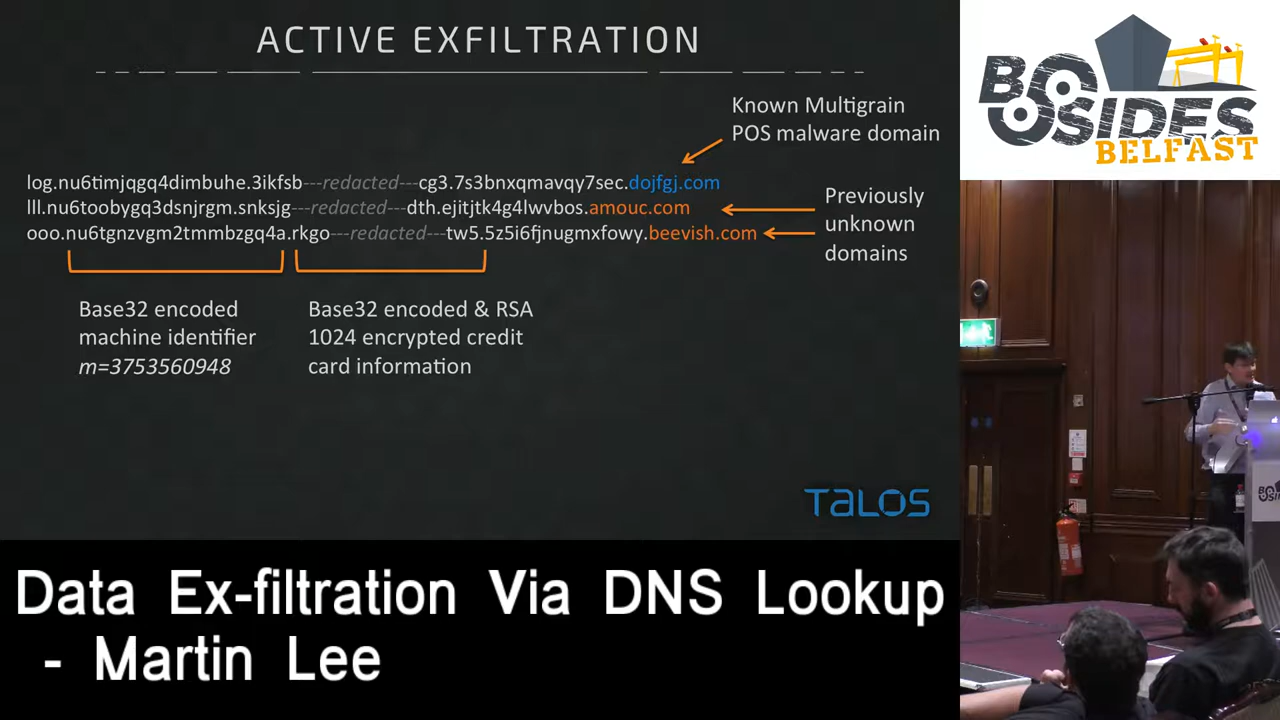 ACTIVE EXFILTRATION
Known Multigrain
POS malware domain
log.nu6timjqgq4dimbuhe.3ikfsb---redacted---cg3.7s3bnxqmavqy7sec.dojfgj.com
lll.nu6toobygq3dsnjrgm.snksjg---redacted---dth.ejitjtk4g4lwvbos.amouc.com
ooo.nu6tgnzvgm2tmmbzgq4a.rkgo---redacted---tw5.5z5i6fjnugmxfowy.beevish.com
Previously
unknown
domains
Base32 encoded
machine identifier
m=3753560948
Base32 encoded & RSA
1024 encrypted credit
card information
TALOS
BSIDES
BELFAST
Data Ex-filtration Via DNS Lookup
- Martin Lee